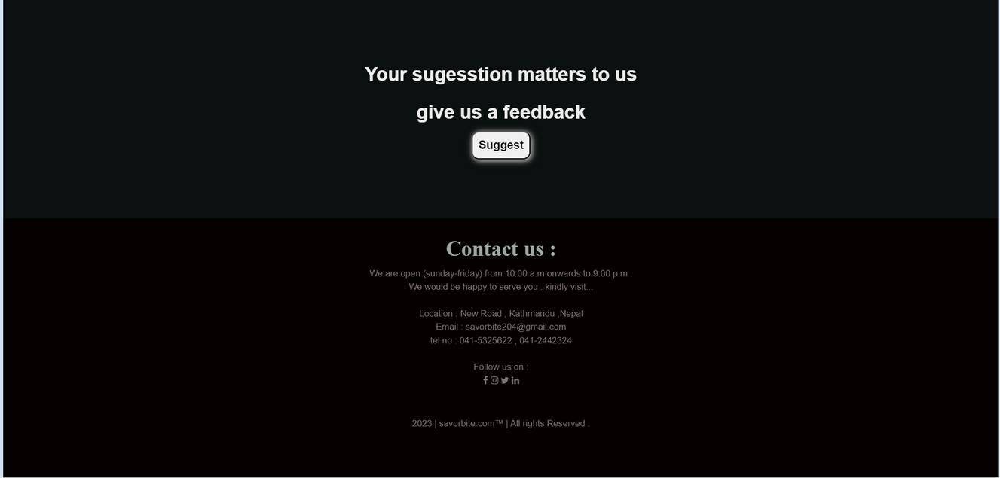 Your sugesstion matters to us
give us a feedback
Suggest
Contact us :
We are open (sunday-friday) from 10:00 a.m onwards to 9:00 p.m .
We would be happy to serve you . kindly visit...
Location : New Road , Kathmandu ,Nepal
Email : savorbite204@gmail.com
tel no : 041-5325622 , 041-2442324
Follow us on :
2023 | savorbite.com™ | All rights Reserved .